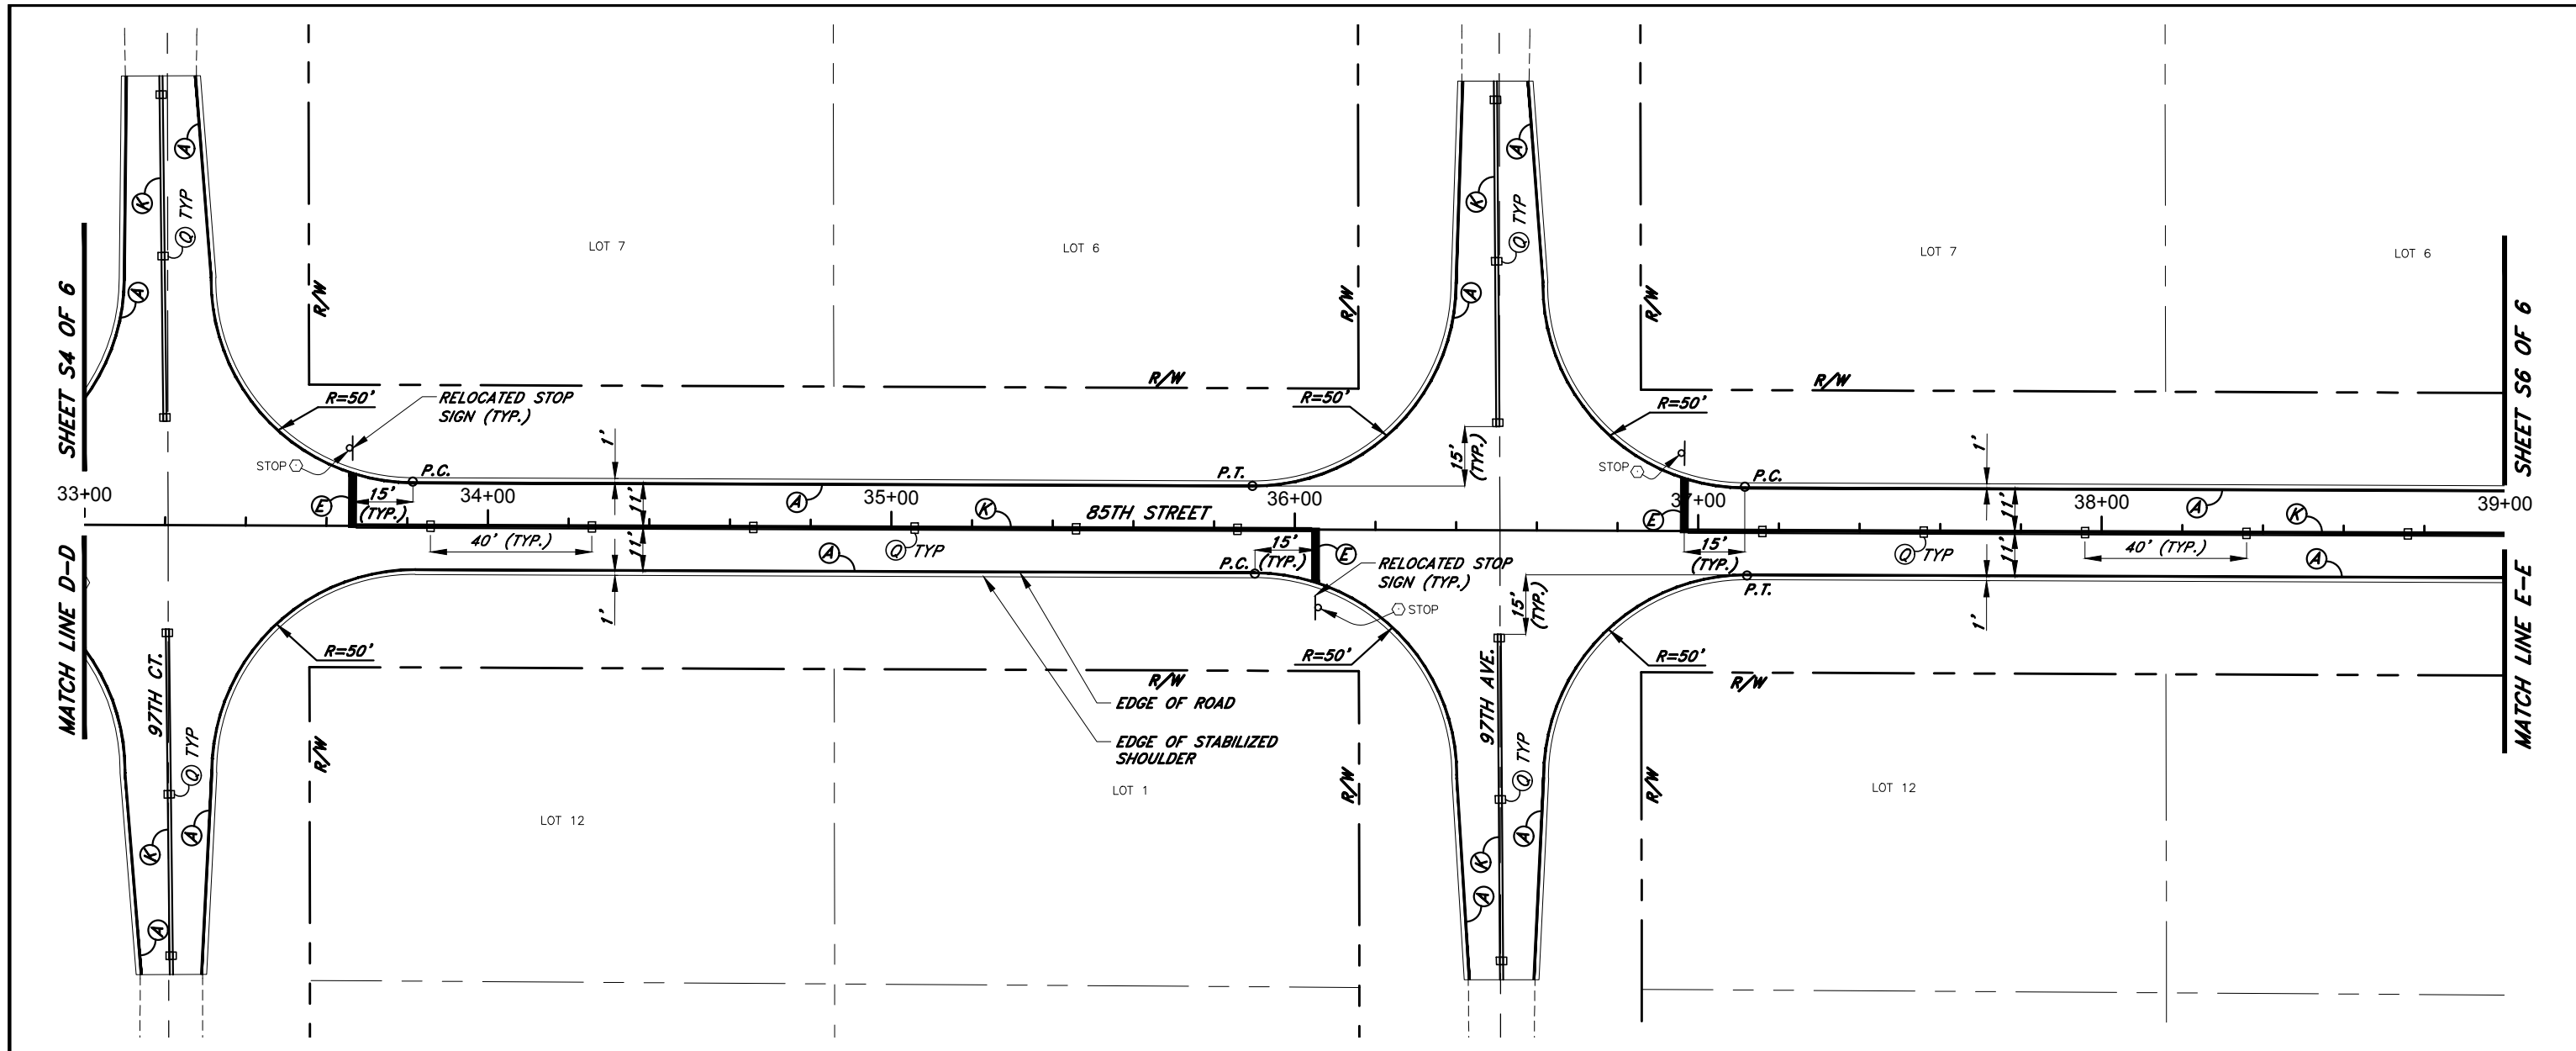 SHEET S4 OF 6
MATCH LINE D-D
SHEET S6 OF 6
MATCH LINE E-E
A
K
Q TYP
A
R/W
LOT 7
LOT 6
R/W
R/W
A
K
Q TYP
A
R/W
R/W
LOT 7
LOT 6
R=50'
RELOCATED STOP
SIGN (TYP.)
STOP
P.C.
1'
P.T.
R=50'
15'
(TYP.)
R=50'
STOP
P.C.
1'
33+00
34+00
35+00
36+00
37+00
38+00
39+00
E
15'
(TYP.)
11'
A
K
85TH STREET
E
11'
A
K
40' (TYP.)
11'
A
Q TYP
P.C.
15'
(TYP.)
E
15'
(TYP.)
Q TYP
40' (TYP.)
11'
A
RELOCATED STOP
SIGN (TYP.)
STOP
15'
(TYP.)
P.T.
1'
1'
R=50'
R=50'
R=50'
R/W
R/W
EDGE OF ROAD
EDGE OF STABILIZED
SHOULDER
97TH CT.
Q TYP
A
K
A
R/W
LOT 12
LOT 1
R/W
97TH AVE.
Q TYP
A
K
A
R/W
LOT 12